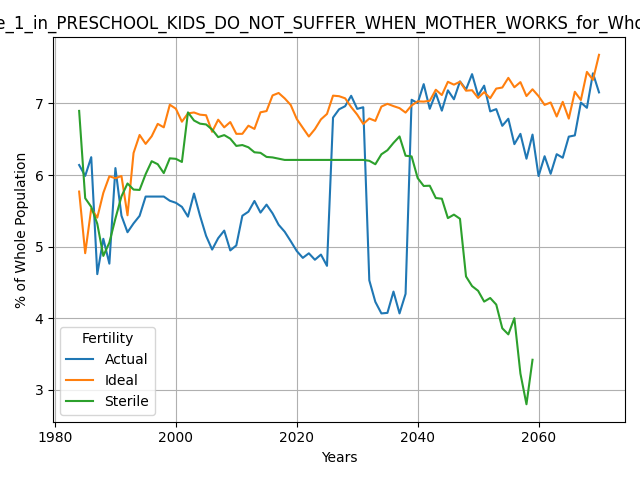 e_1_in_PRESCHOOL_KIDS_DO_NOT_SUFFER_WHEN_MOTHER_WORKS_for_Who
% of Whole Population
7
6
5
4
3
Fertility
Actual
Ideal
Sterile
1980
2000
2020
2040
2060
Years